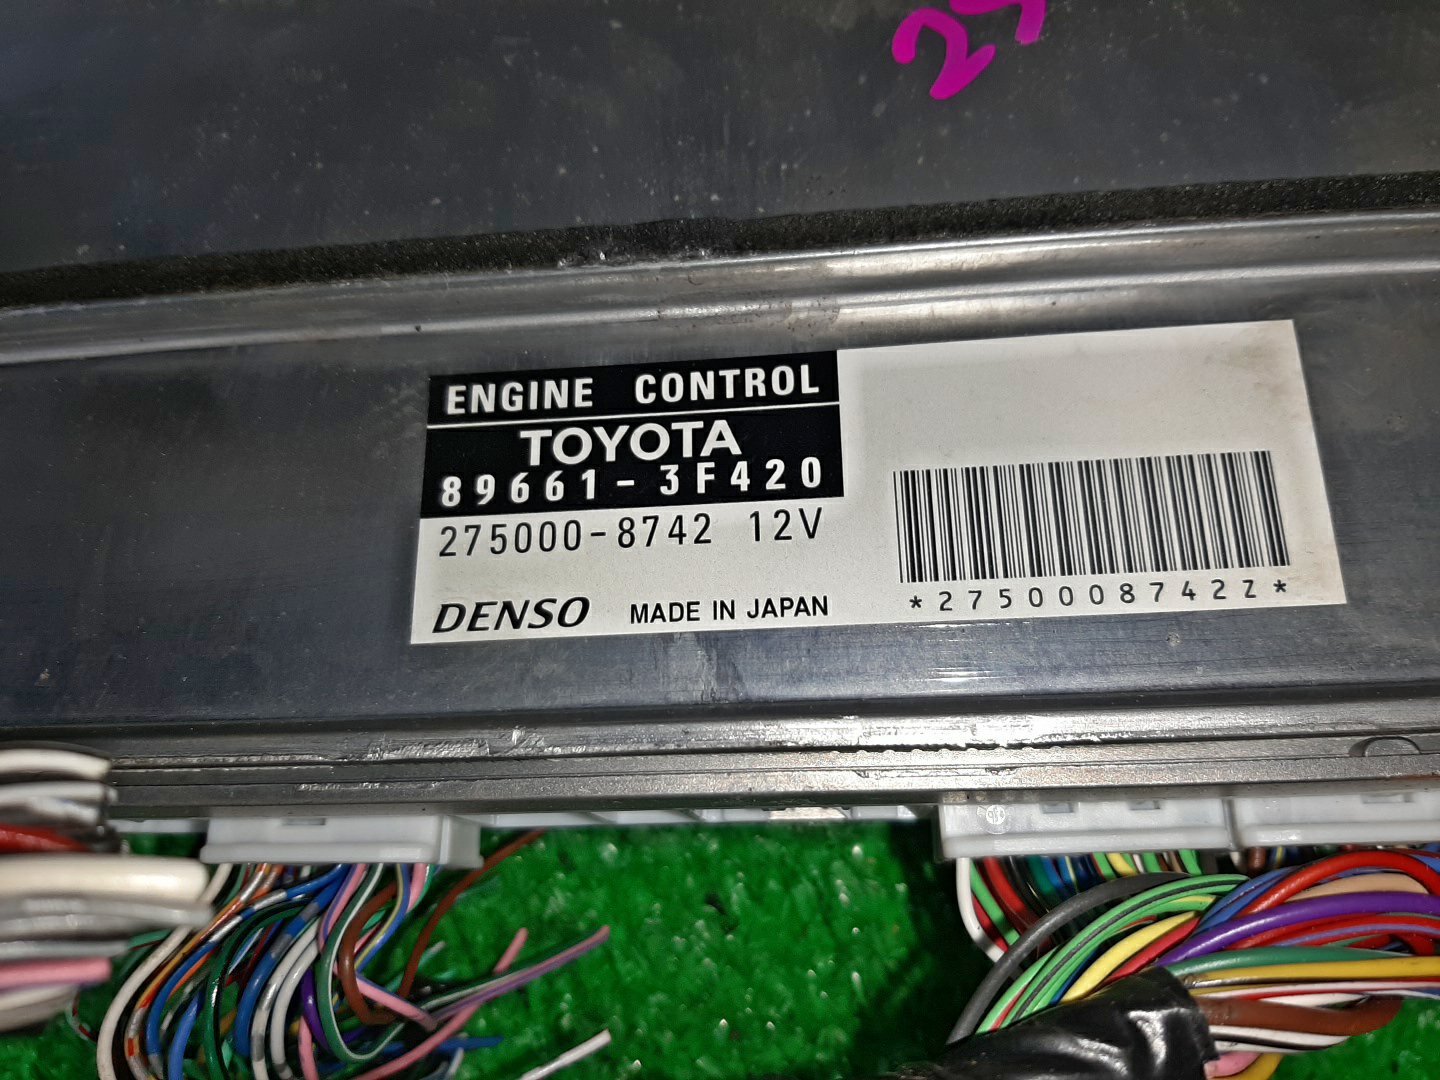 ENGINE CONTROL
TOYOTA
89661-3F420
275000-8742 12V
DENSO MADE IN JAPAN
*2750008742Z*